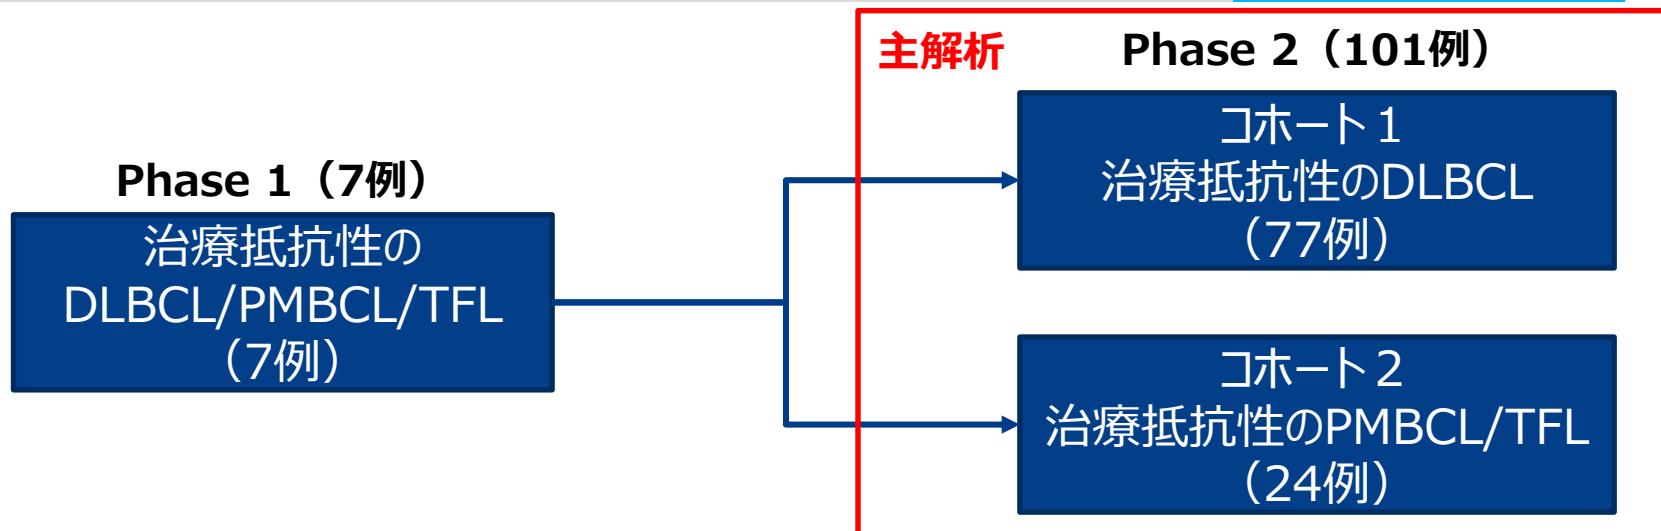 Phase 1（7例）
治療抵抗性の
DLBCL/PMBCL/TFL
（7例）
主解析
Phase 2（101例）
コホート１
治療抵抗性のDLBCL
（77例）
コホート２
治療抵抗性のPMBCL/TFL
（24例）